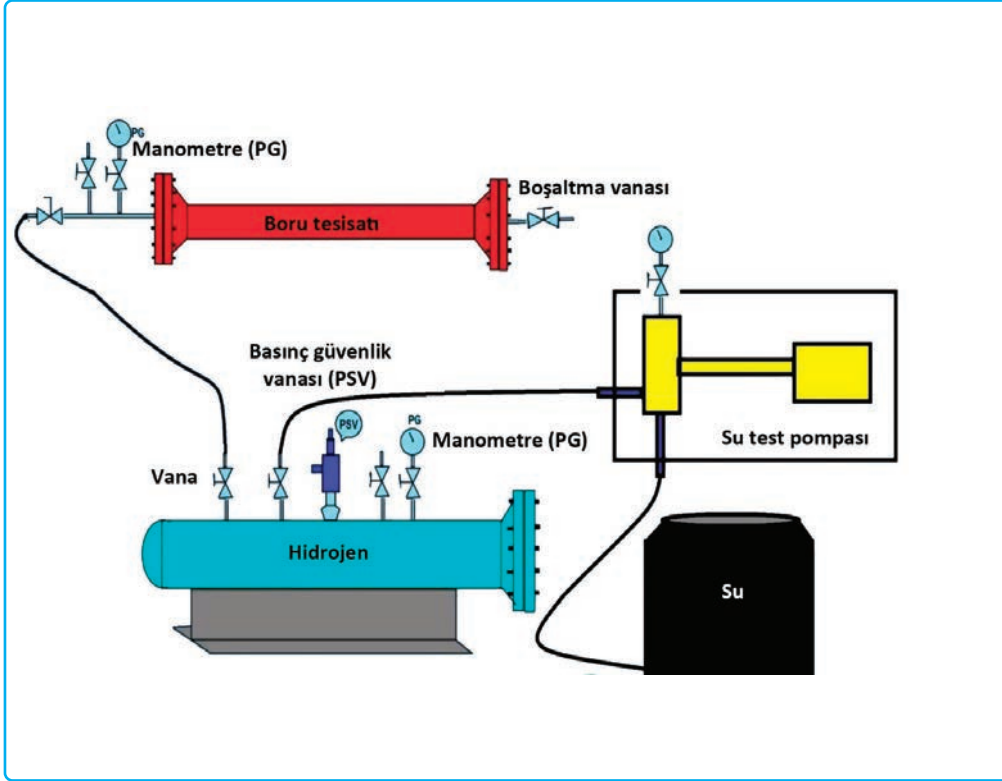 PG
Manometre (PG)
Boşaltma vanası
Boru tesisatı
Basınç güvenlik
vanası (PSV)
PSV
PG
Manometre (PG)
Su test pompası
Vana
Hidrojen
Su